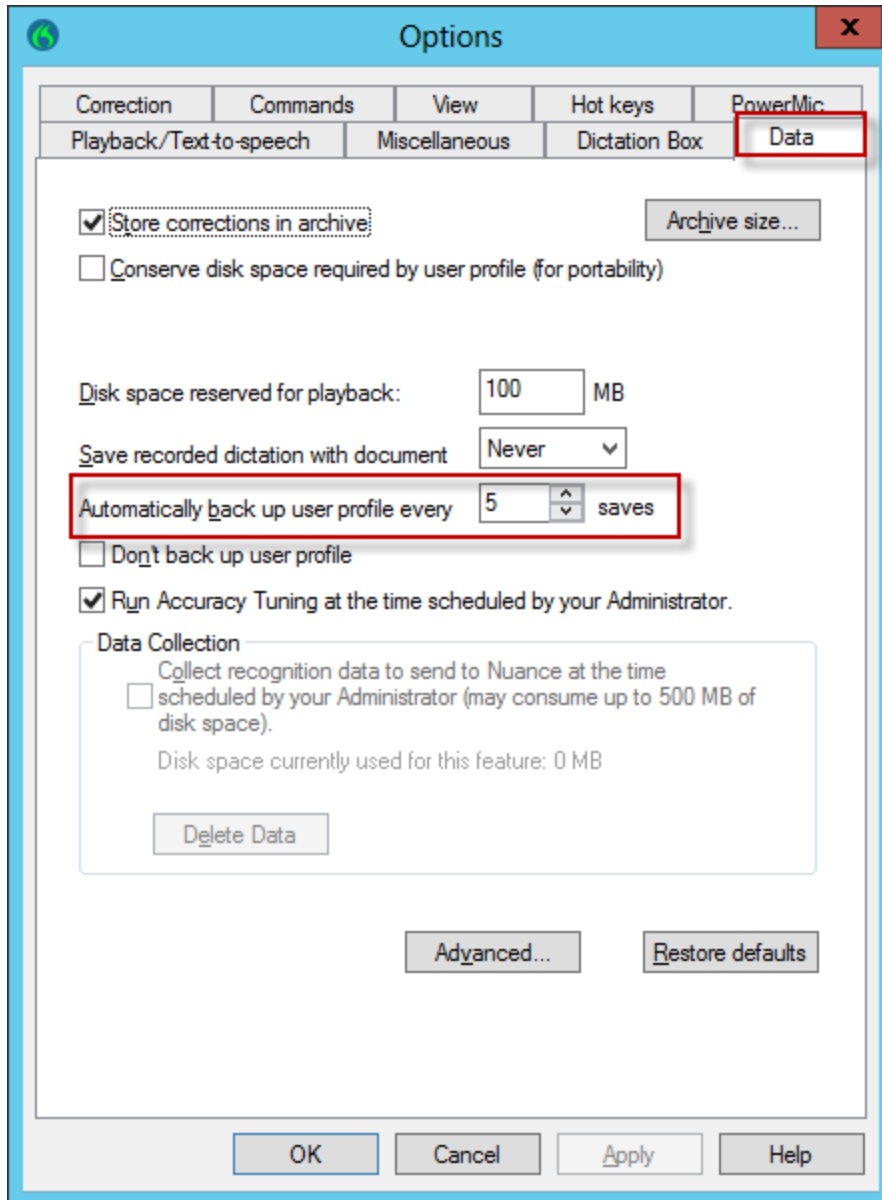 Options
x
Correction Commands View Hot keys PowerMic
Playback/Text-to-speech Miscellaneous Dictation Box Data
Store corrections in archive Archive size...
Conserve disk space required by user profile (for portability)
Disk space reserved for playback: 100 MB
Save recorded dictation with document Never
Automatically back up user profile every 5 saves
Don't back up user profile
Run Accuracy Tuning at the time scheduled by your Administrator.
Data Collection
Collect recognition data to send to Nuance at the time
scheduled by your Administrator (may consume up to 500 MB of
disk space).
Disk space currently used for this feature: 0 MB
Delete Data
Advanced... Restore defaults
OK Cancel Apply Help